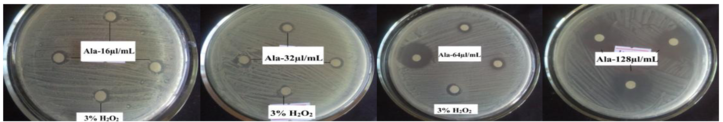 Ala-16µl/mL
3% H₂O₂
Ala-32µl/mL
3% H₂O₂
Ala-64µl/mL
3% H₂O₂
Ala-128µl/mL